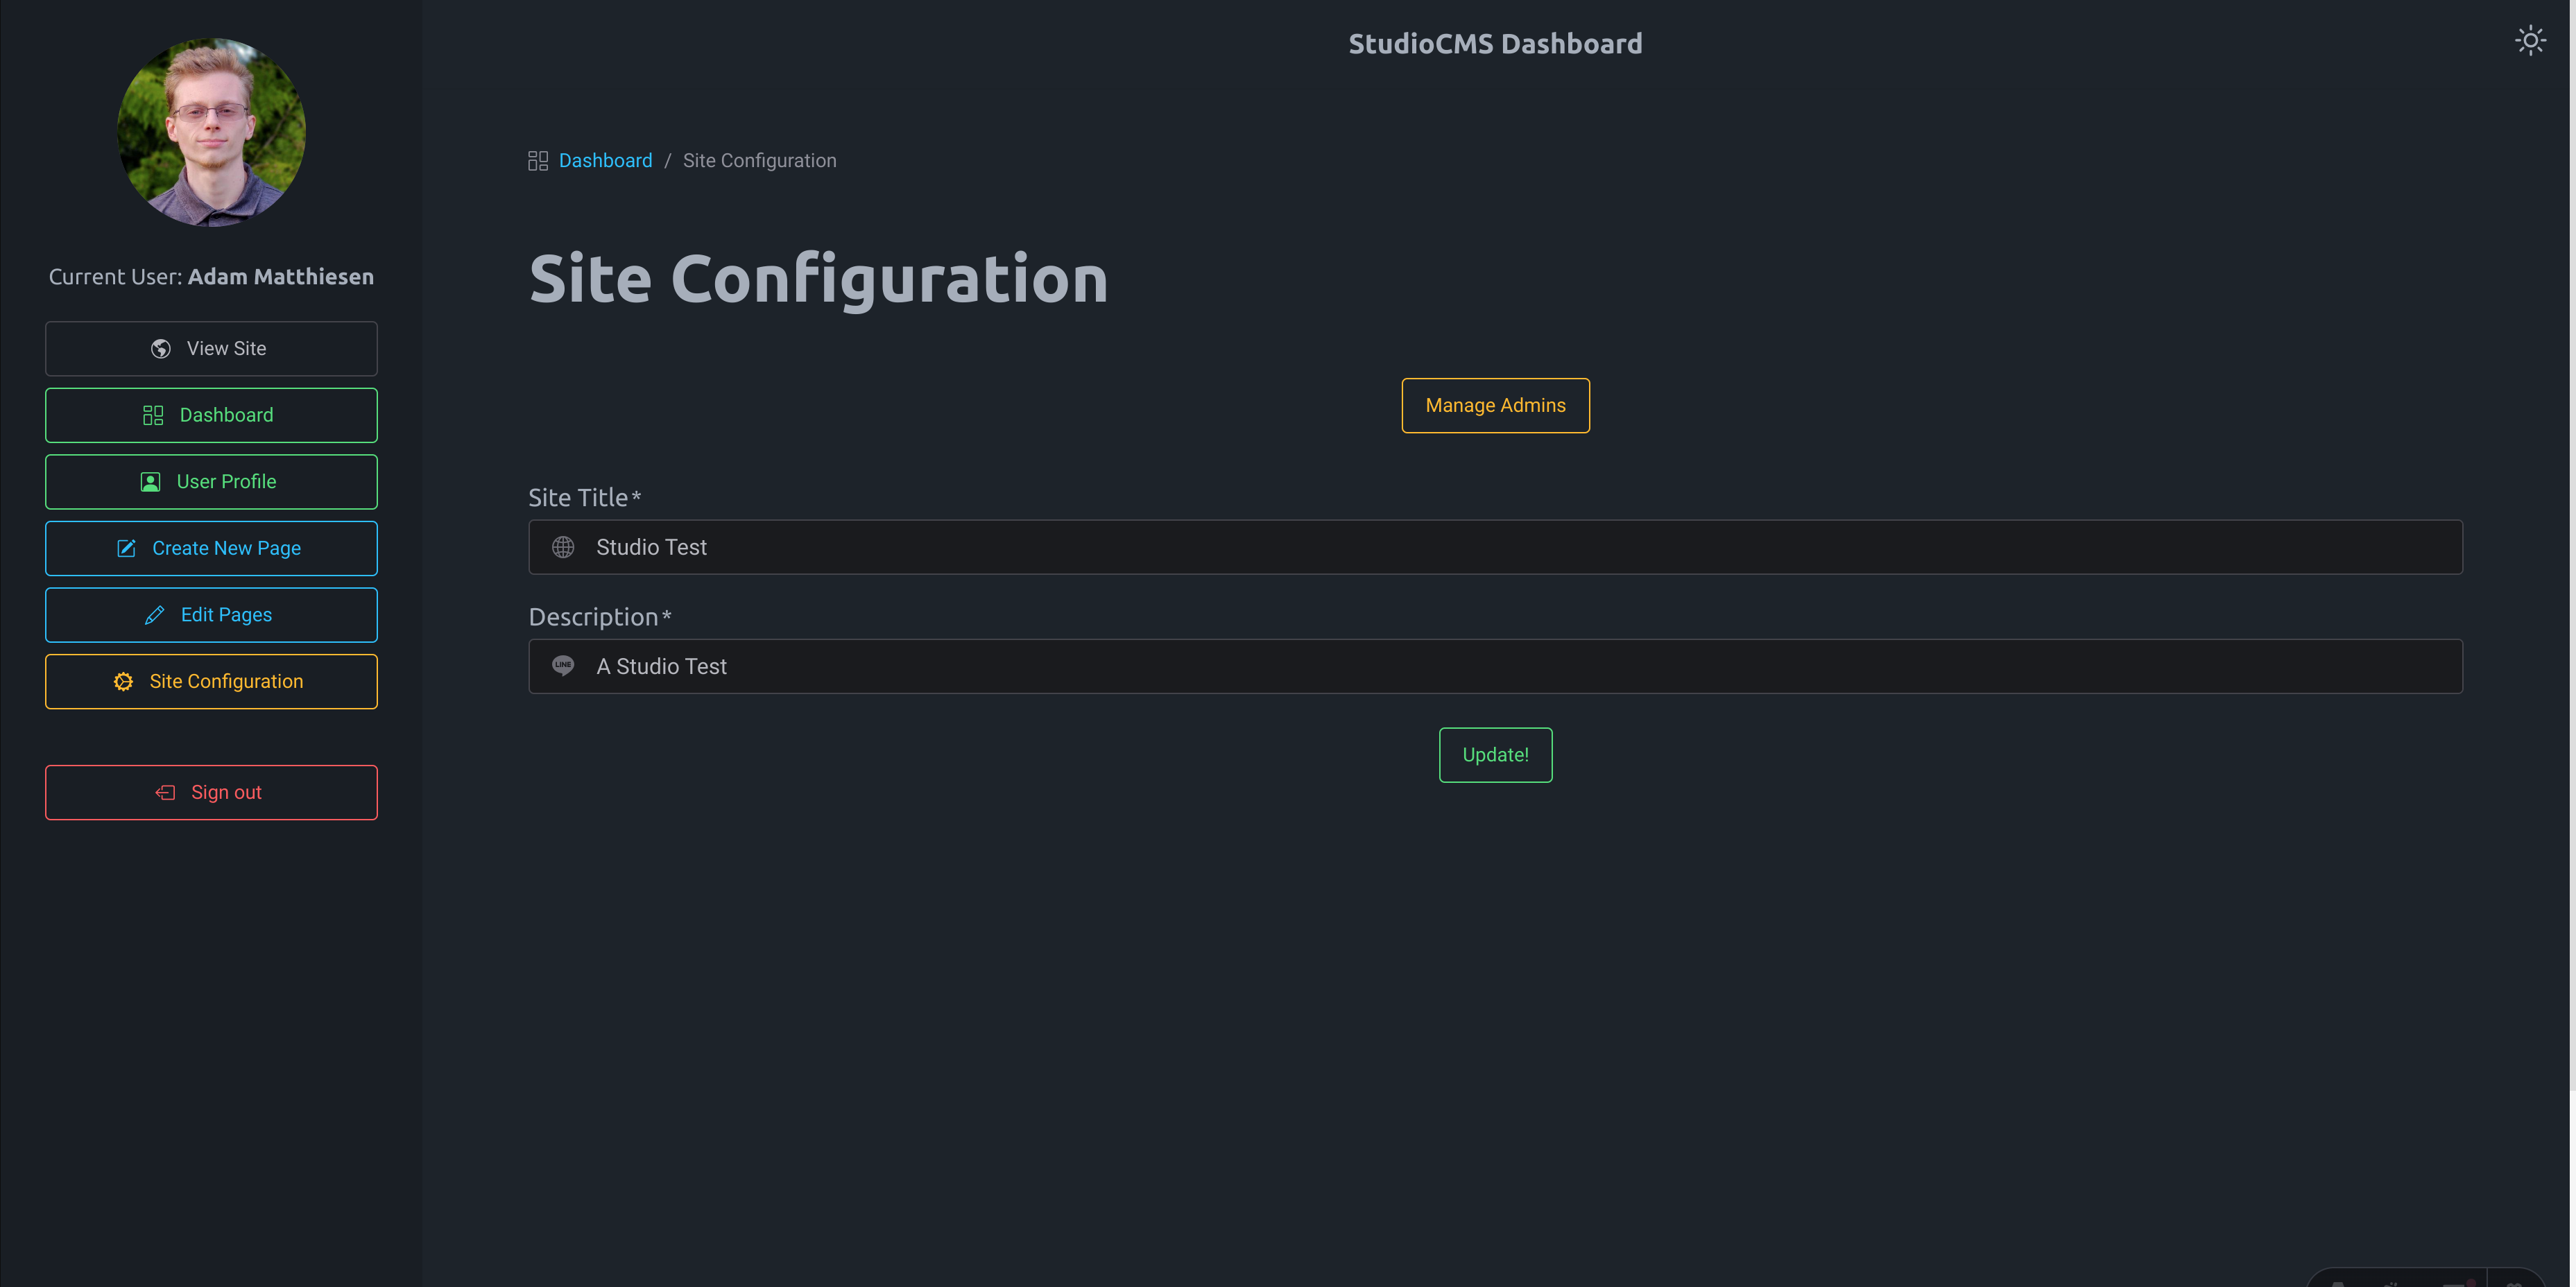 StudioCMS Dashboard
Current User: Adam Matthiesen
View Site
Dashboard
User Profile
Create New Page
Edit Pages
Site Configuration
Sign out
Dashboard / Site Configuration
Site Configuration
Manage Admins
Site Title*
Studio Test
Description*
LINE
A Studio Test
Update!